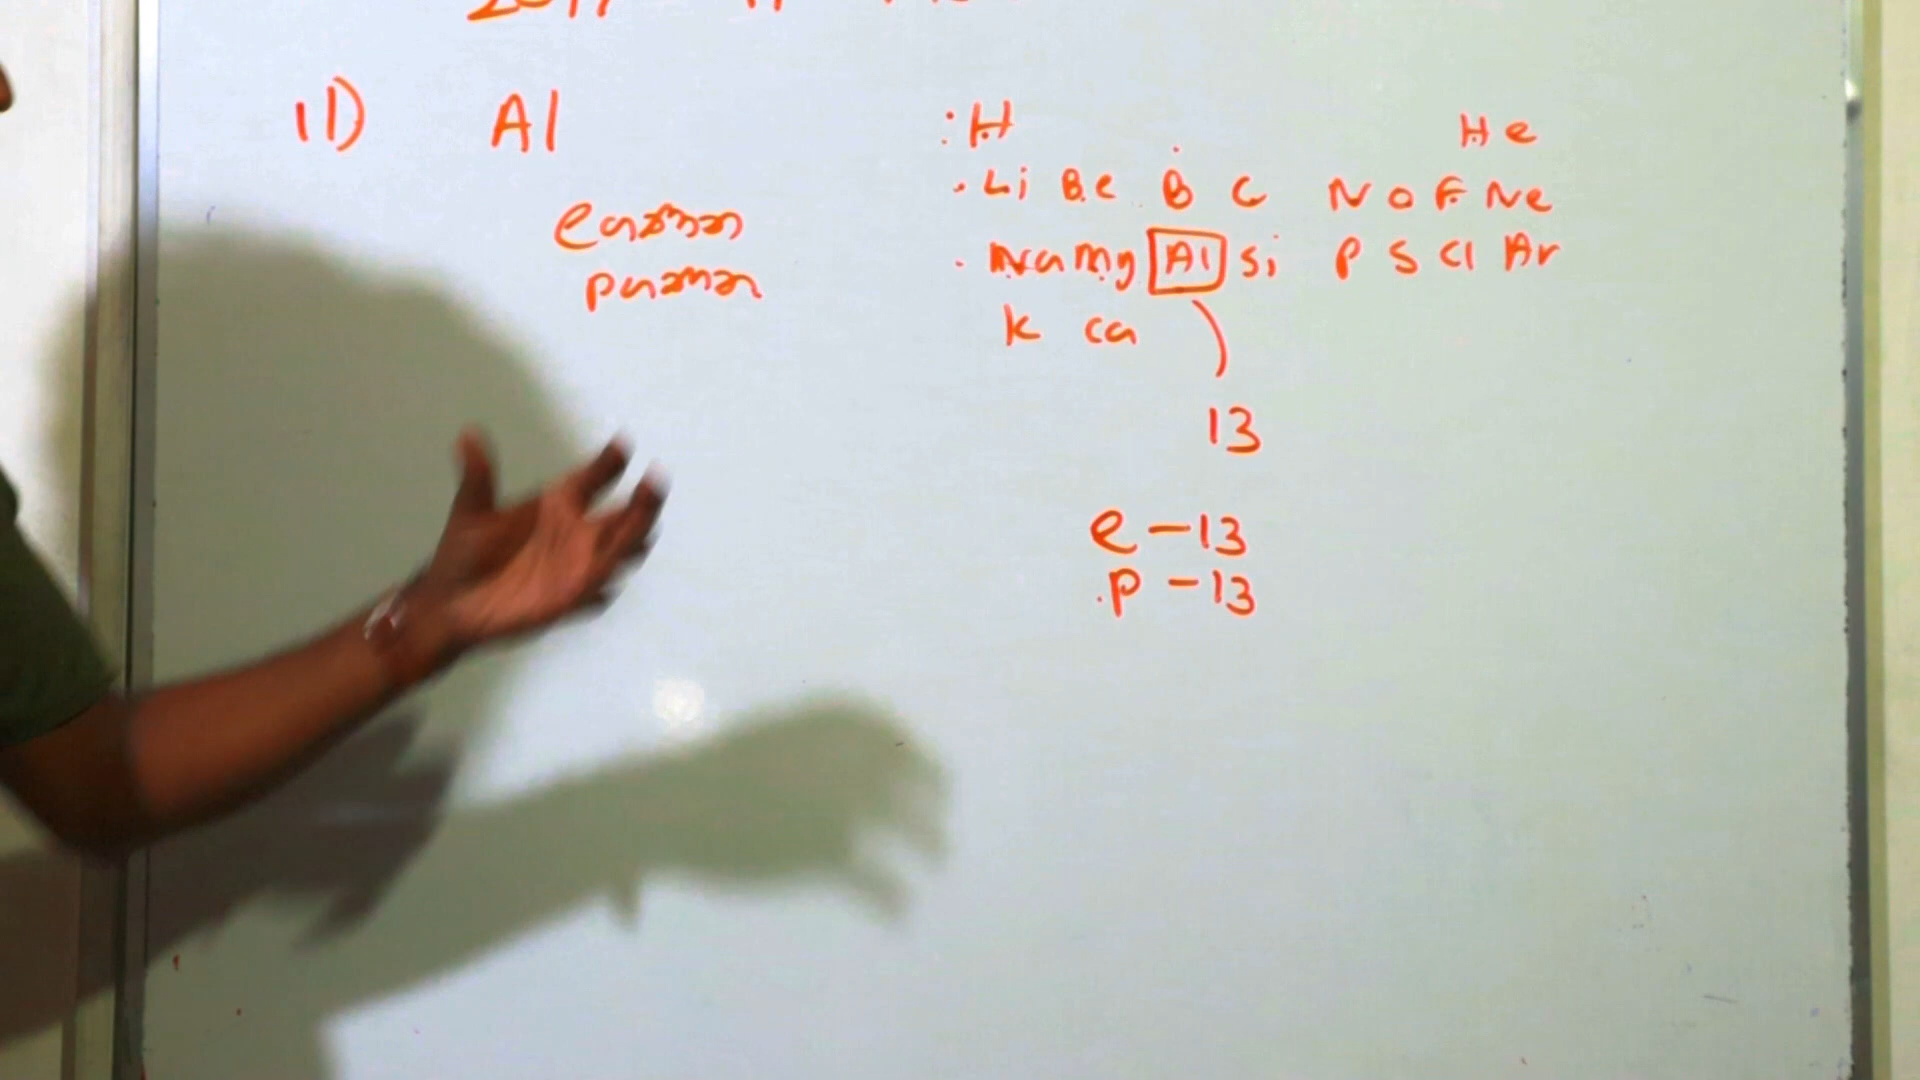 11) Al
H He
Li Be B C N O F Ne
Na Mg Al Si P S Cl Ar
K Ca
13
e – 13
p – 13